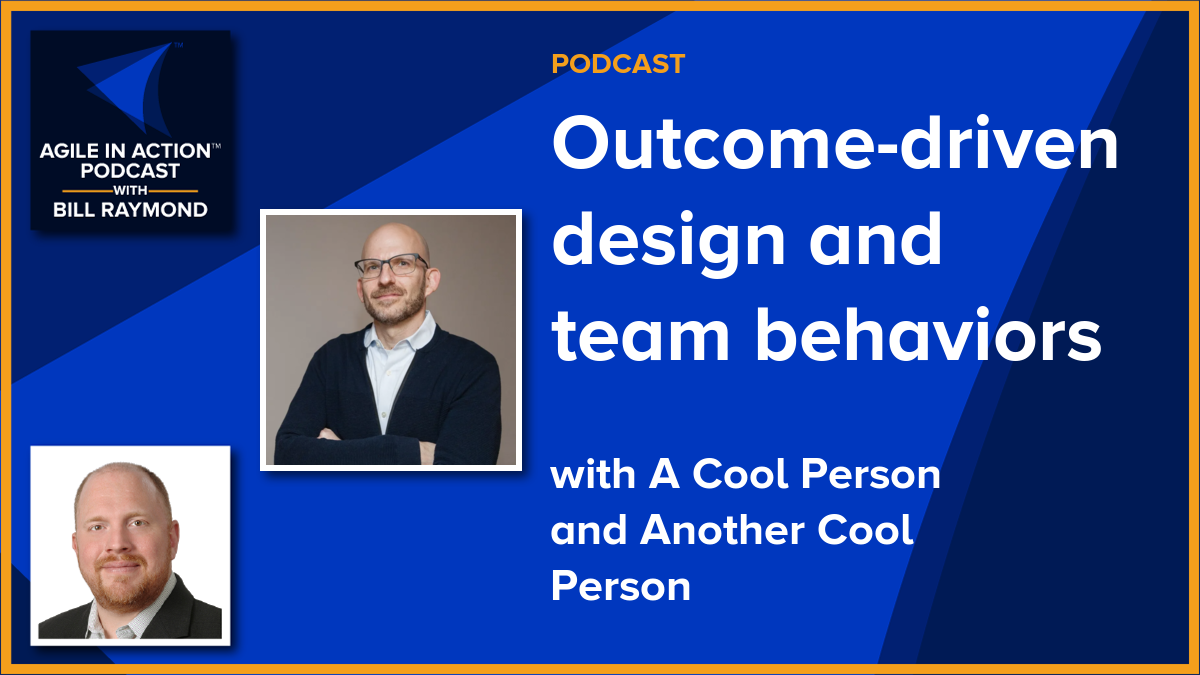 AGILE IN ACTION™
PODCAST
WITH
BILL RAYMOND
PODCAST
Outcome-driven
design and
team behaviors
with A Cool Person
and Another Cool
Person